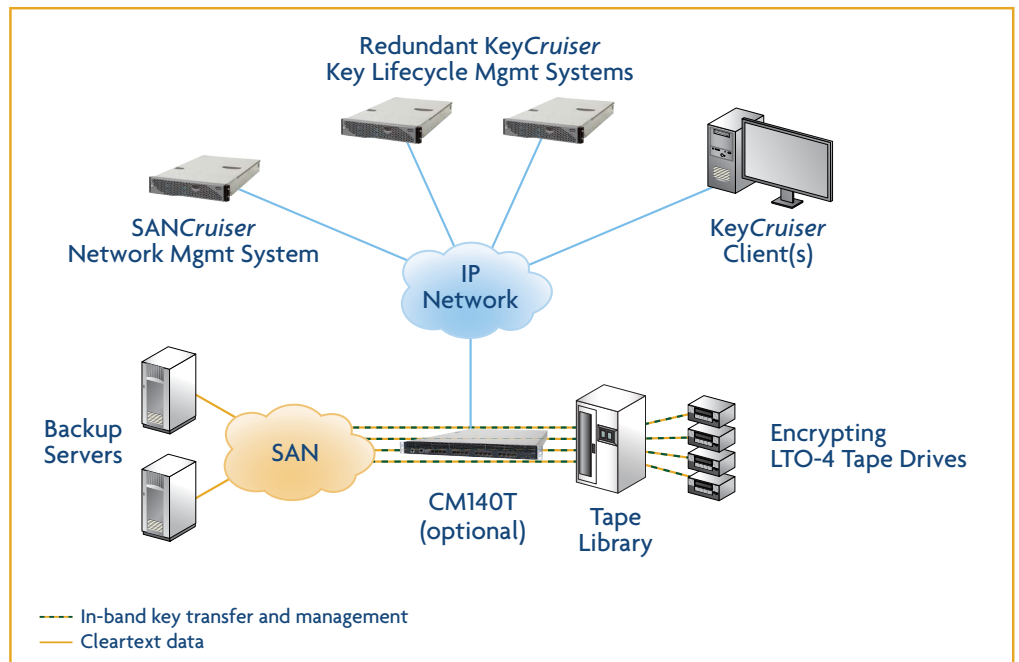 Redundant KeyCruiser
Key Lifecycle Mgmt Systems
SANCruiser
Network Mgmt System
KeyCruiser
Client(s)
IP
Network
Backup
Servers
SAN
CM140T
(optional)
Tape
Library
Encrypting
LTO-4 Tape Drives
In-band key transfer and management
Cleartext data